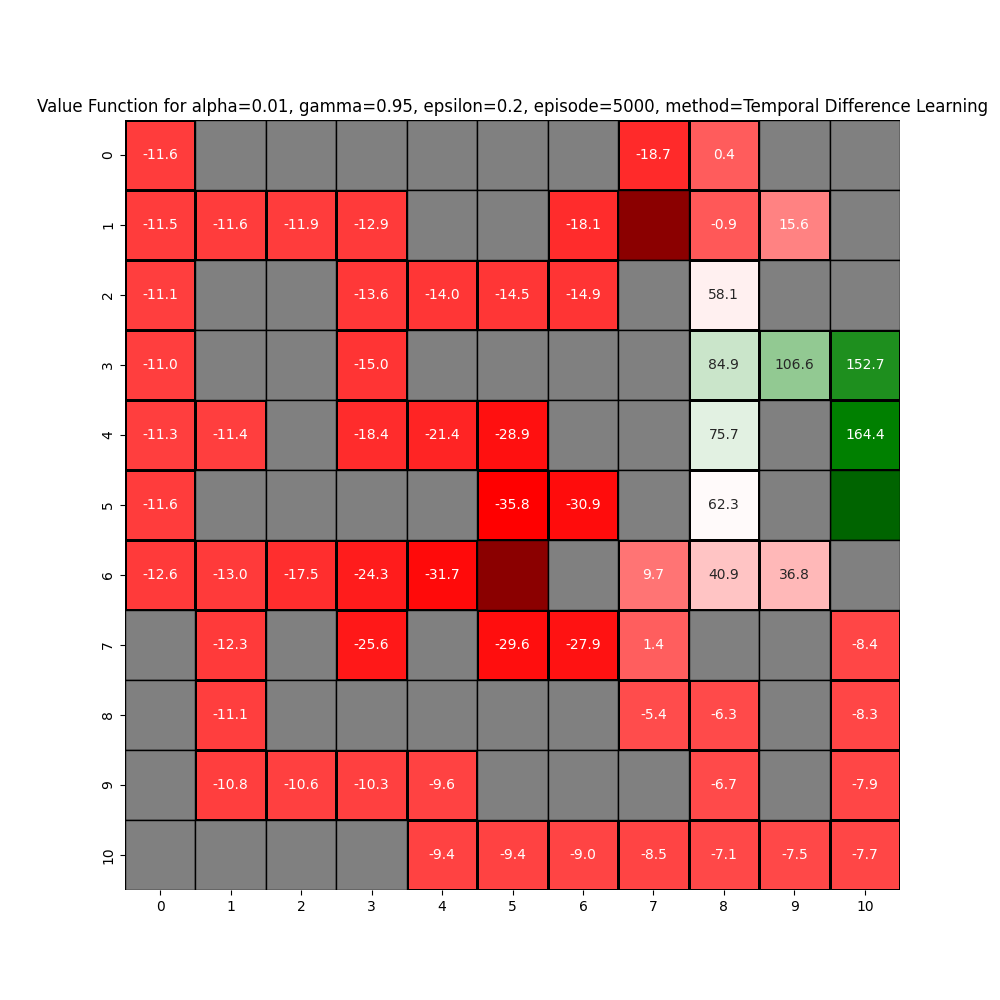 Value Function for alpha=0.01, gamma=0.95, epsilon=0.2, episode=5000, method=Temporal Difference Learning
0 -11.6 -18.7 0.4
1 -11.5 -11.6 -11.9 -12.9 -18.1 -0.9 15.6
2 -11.1 -13.6 -14.0 -14.5 -14.9 58.1
3 -11.0 -15.0 84.9 106.6 152.7
4 -11.3 -11.4 -18.4 -21.4 -28.9 75.7 164.4
5 -11.6 -35.8 -30.9 62.3
6 -12.6 -13.0 -17.5 -24.3 -31.7 9.7 40.9 36.8
7 -12.3 -25.6 -29.6 -27.9 1.4 -8.4
8 -11.1 -5.4 -6.3 -8.3
9 -10.8 -10.6 -10.3 -9.6 -6.7 -7.9
10 -9.4 -9.4 -9.0 -8.5 -7.1 -7.5 -7.7
0 1 2 3 4 5 6 7 8 9 10